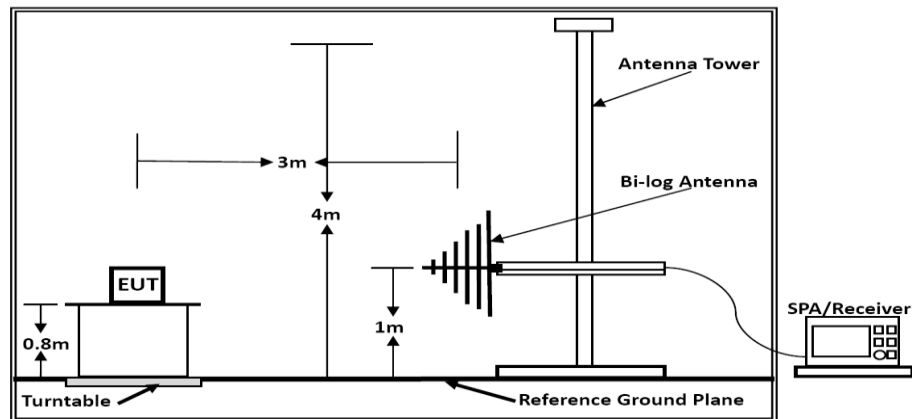 Antenna Tower
3m
Bi-log Antenna
4m
EUT
SPA/Receiver
1m
0.8m
Turntable
Reference Ground Plane